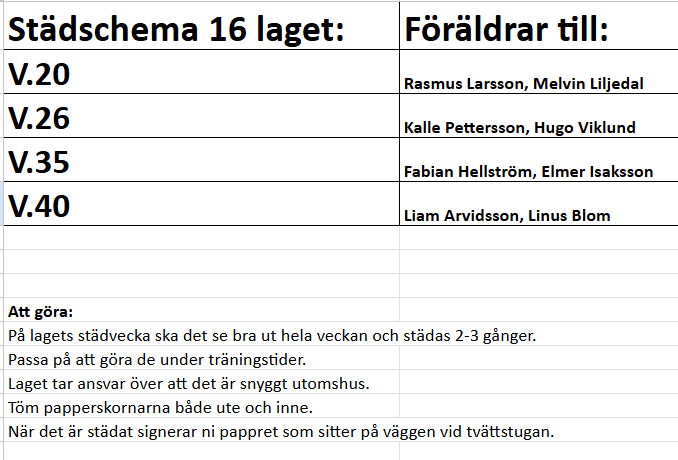 Städschema 16 laget: Föräldrar till:
V.20 Rasmus Larsson, Melvin Liljedal
V.26 Kalle Pettersson, Hugo Viklund
V.35 Fabian Hellström, Elmer Isaksson
V.40 Liam Arvidsson, Linus Blom
Att göra:
På lagets städvecka ska det se bra ut hela veckan och städas 2-3 gånger.
Passa på att göra de under träningstider.
Laget tar ansvar över att det är snyggt utomshus.
Töm papperskornarna både ute och inne.
När det är städat signerar ni pappret som sitter på väggen vid tvättstugan.